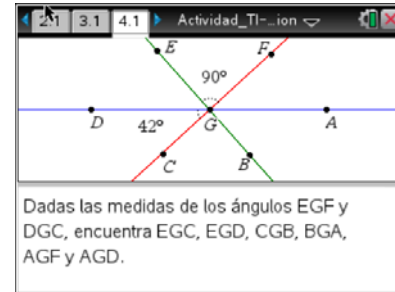 2.1 3.1 4.1 Actividad_TI-...ion
E F
90º
D 42º G A
C B
Dadas las medidas de los ángulos EGF y
DGC, encuentra EGC, EGD, CGB, BGA,
AGF y AGD.